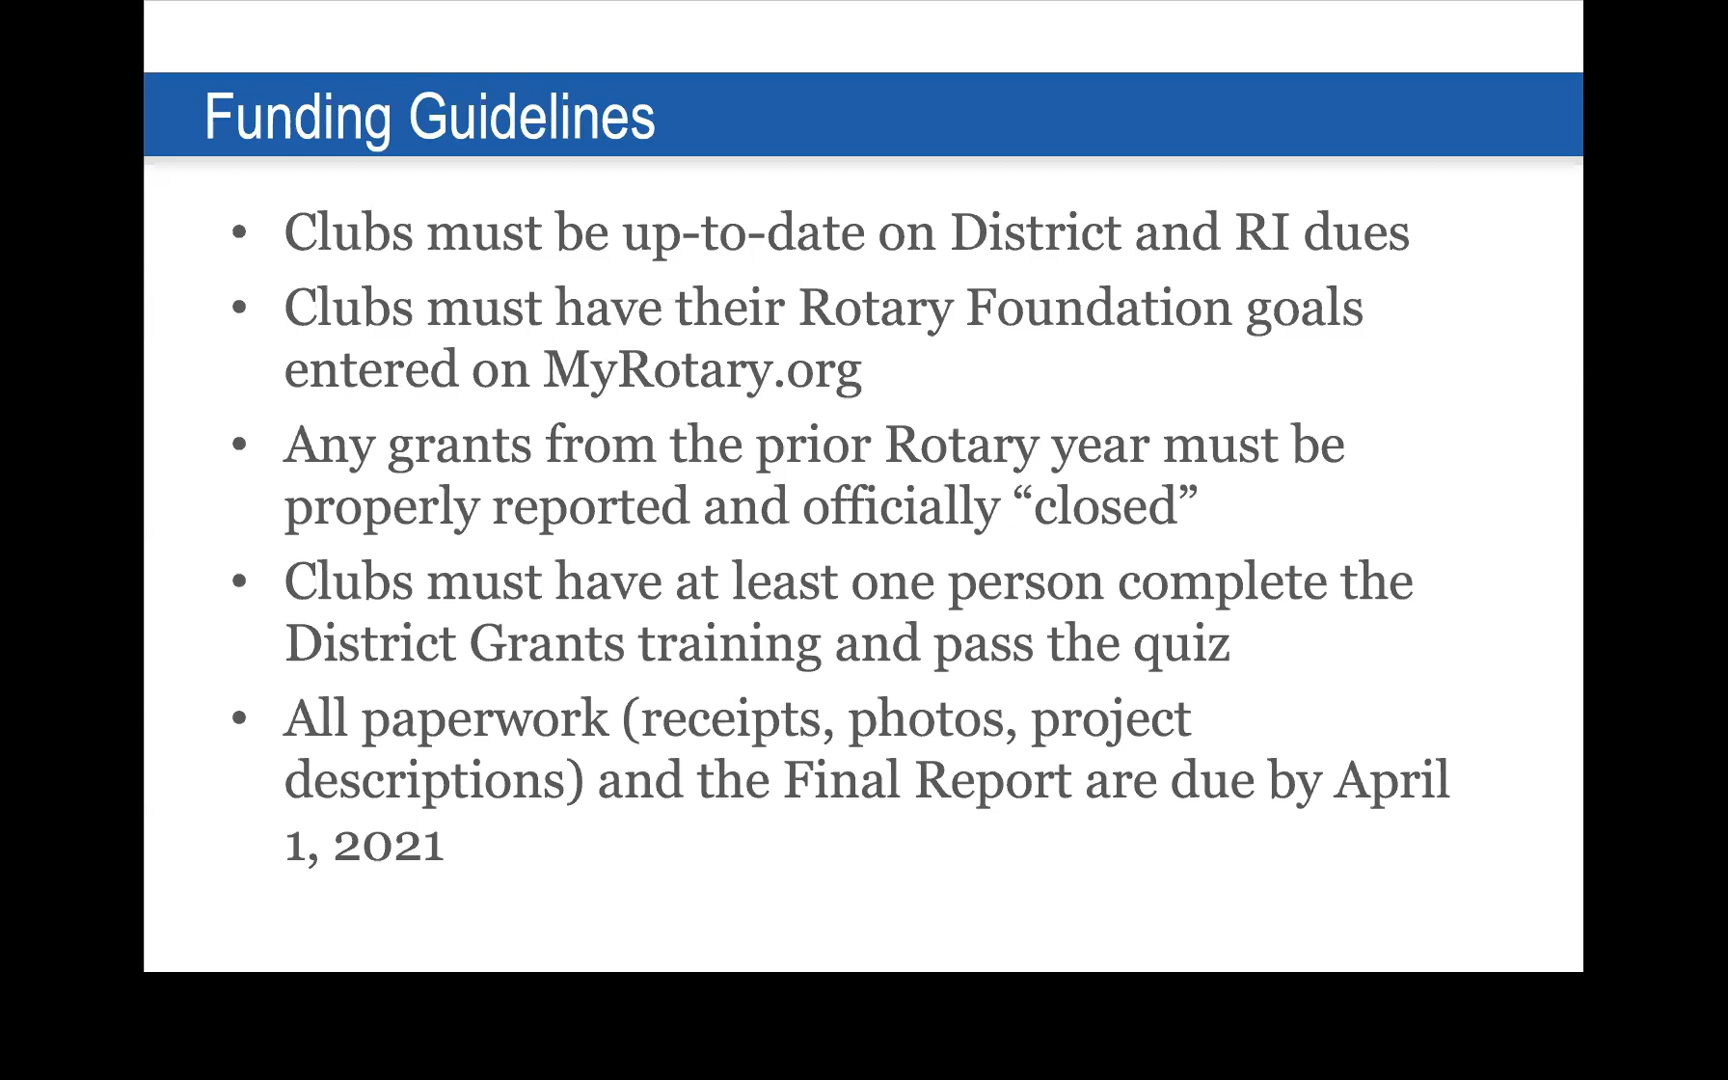 Funding Guidelines
• Clubs must be up-to-date on District and RI dues
• Clubs must have their Rotary Foundation goals
entered on MyRotary.org
• Any grants from the prior Rotary year must be
properly reported and officially “closed”
• Clubs must have at least one person complete the
District Grants training and pass the quiz
• All paperwork (receipts, photos, project
descriptions) and the Final Report are due by April
1, 2021